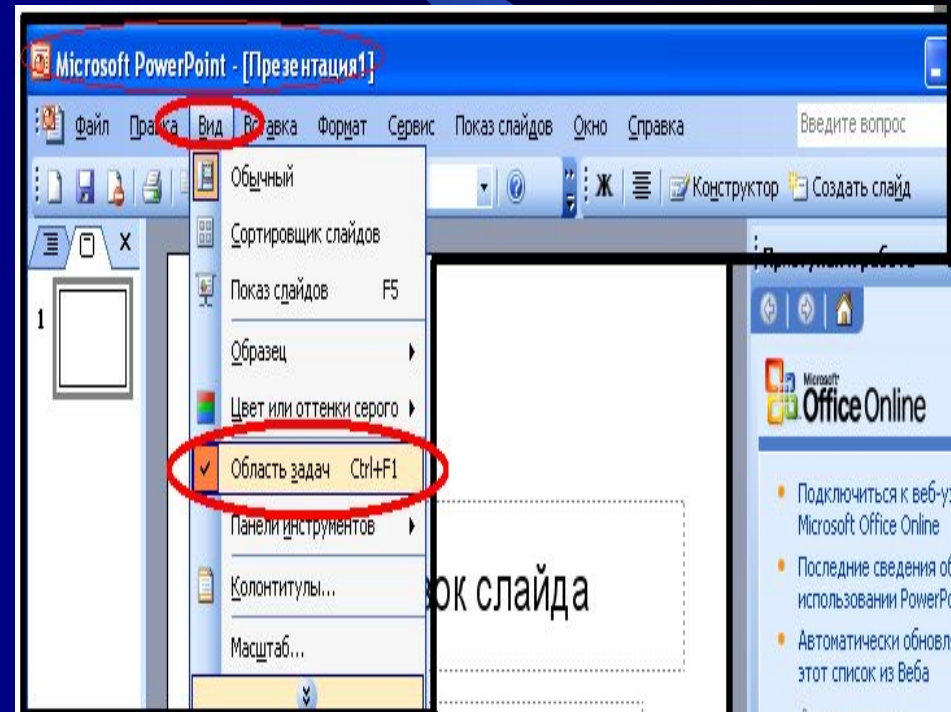 Microsoft PowerPoint - [Презентация1]
Файл Правка Вид Вставка Формат Сервис Показ слайдов Окно Справка Введите вопрос
Ж Конструктор Создать слайд
Обычный
Сортировщик слайдов
Показ слайдов F5
Образец
Цвет или оттенки серого
Область задач Ctrl+F1
Панели инструментов
Колонтитулы...
Масштаб...
1
ок слайда
Microsoft
Office Online
Подключиться к веб-уз
Microsoft Office Online
Последние сведения об
использовании PowerPo
Автоматически обновля
этот список из Веба